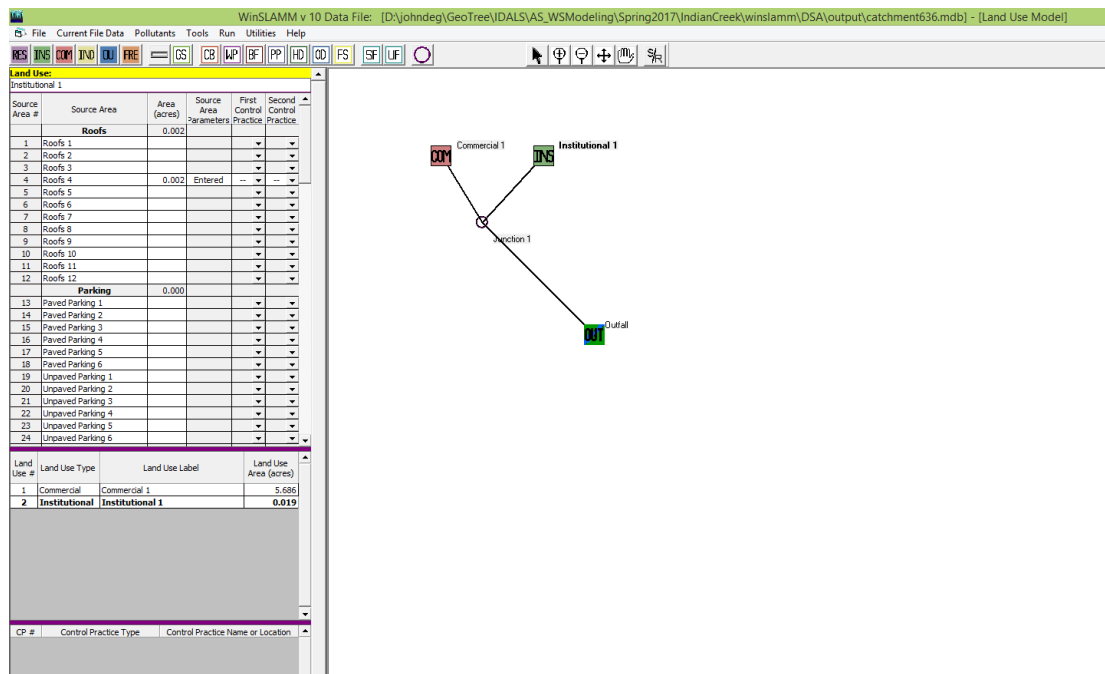 WinSLAMM v 10 Data File: [D:\johndeg\GeoTree\IDALS\AS_WSModeling\Spring2017\IndianCreek\winslamm\DSA\output\catchment636.mdb] - [Land Use Model]
File Current File Data Pollutants Tools Run Utilities Help
RES INS COM IND OU FRE GS CB WP BF PP HD OD FS SF UF S/R
Land Use:
Institutional 1
Source Area # Source Area Area (acres) Source Area Parameters First Control Practice Second Control Practice
Roofs 0.002
1 Roofs 1
2 Roofs 2
3 Roofs 3
4 Roofs 4 0.002 Entered -- --
5 Roofs 5
6 Roofs 6
7 Roofs 7
8 Roofs 8
9 Roofs 9
10 Roofs 10
11 Roofs 11
12 Roofs 12
Parking 0.000
13 Paved Parking 1
14 Paved Parking 2
15 Paved Parking 3
16 Paved Parking 4
17 Paved Parking 5
18 Paved Parking 6
19 Unpaved Parking 1
20 Unpaved Parking 2
21 Unpaved Parking 3
22 Unpaved Parking 4
23 Unpaved Parking 5
24 Unpaved Parking 6
Land Use # Land Use Type Land Use Label Land Use Area (acres)
1 Commercial Commercial 1 5.686
2 Institutional Institutional 1 0.019
CP # Control Practice Type Control Practice Name or Location
COM Commercial 1
INS Institutional 1
Junction 1
OUT Outfall